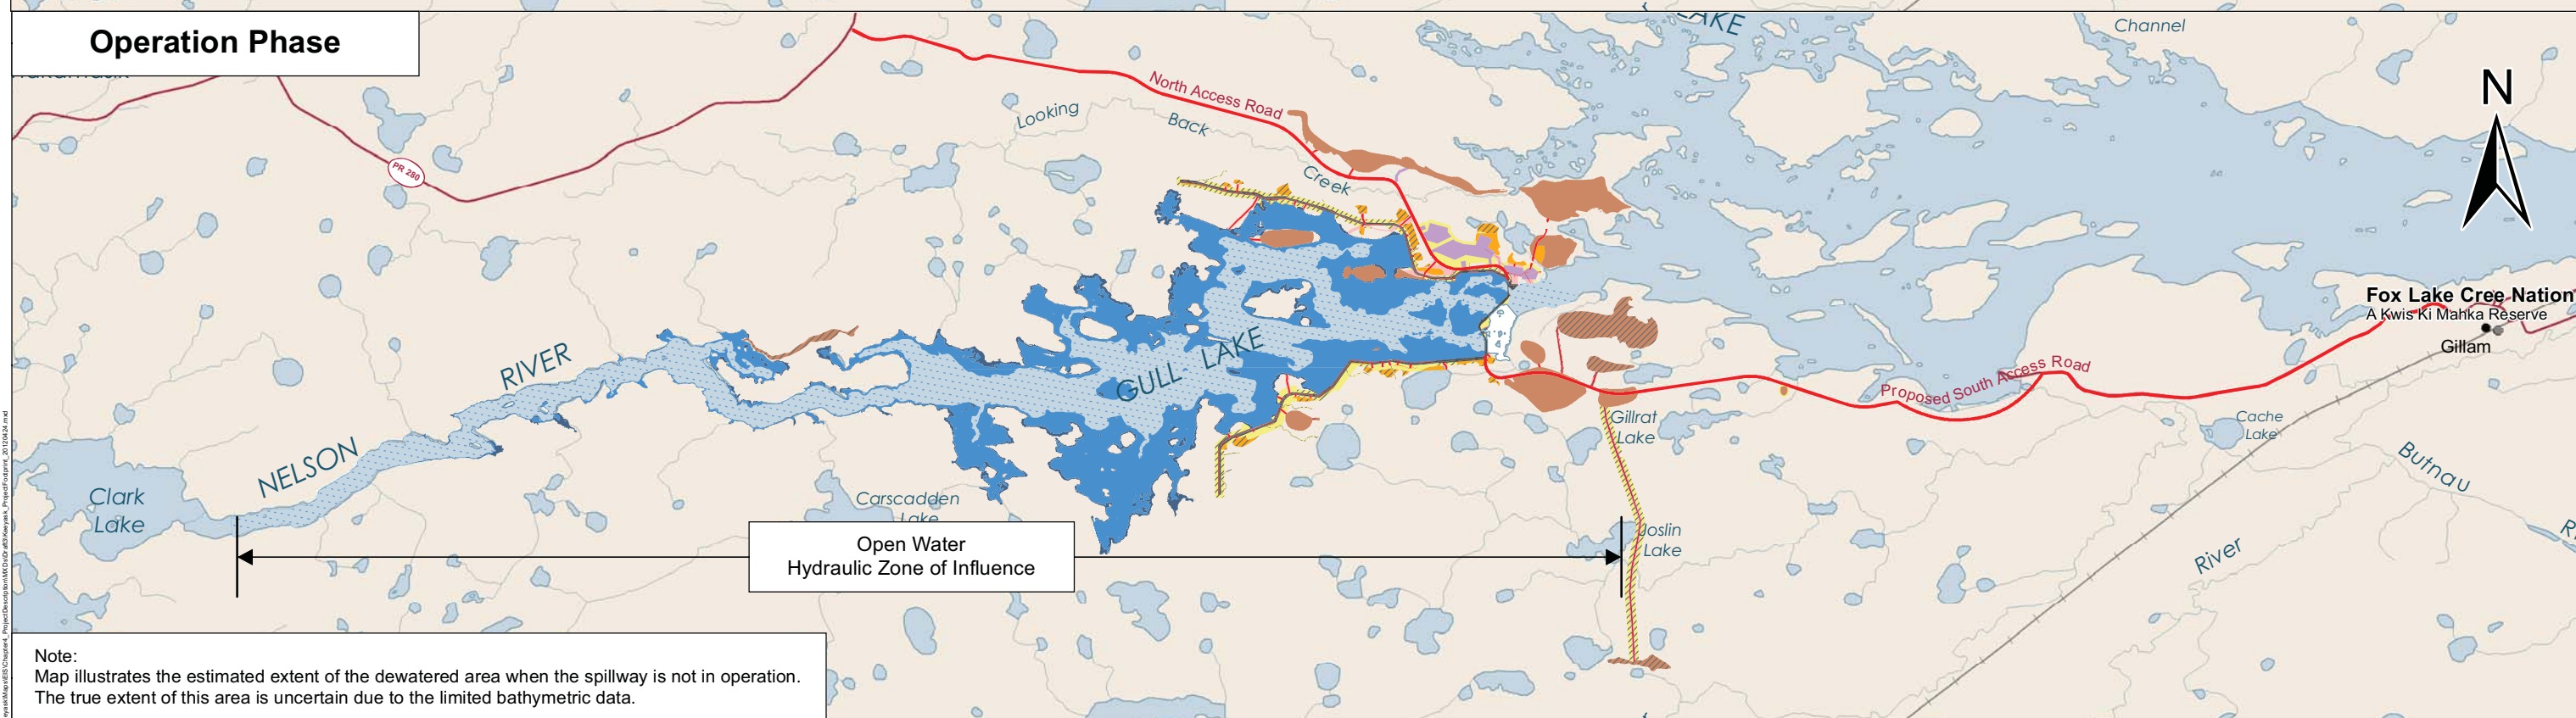 LAKE
Channel
Operation Phase
N
North Access Road
Looking
Back
Creek
PR 280
Fox Lake Cree Nation
A Kwis Ki Mahka Reserve
Gillam
RIVER
GULL LAKE
Proposed South Access Road
NELSON
Gillrat
Lake
Cache
Lake
Butnau
Clark
Lake
Carscadden
Lake
Joslin
Lake
River
Open Water
Hydraulic Zone of Influence
Note:
Map illustrates the estimated extent of the dewatered area when the spillway is not in operation.
The true extent of this area is uncertain due to the limited bathymetric data.